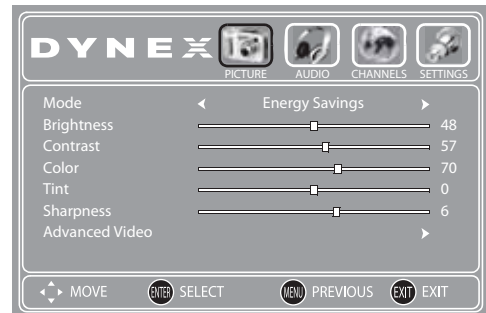 DYNEX
PICTURE AUDIO CHANNELS SETTINGS
Mode Energy Savings
Brightness 48
Contrast 57
Color 70
Tint 0
Sharpness 6
Advanced Video
MOVE ENTER SELECT MENU PREVIOUS EXIT EXIT